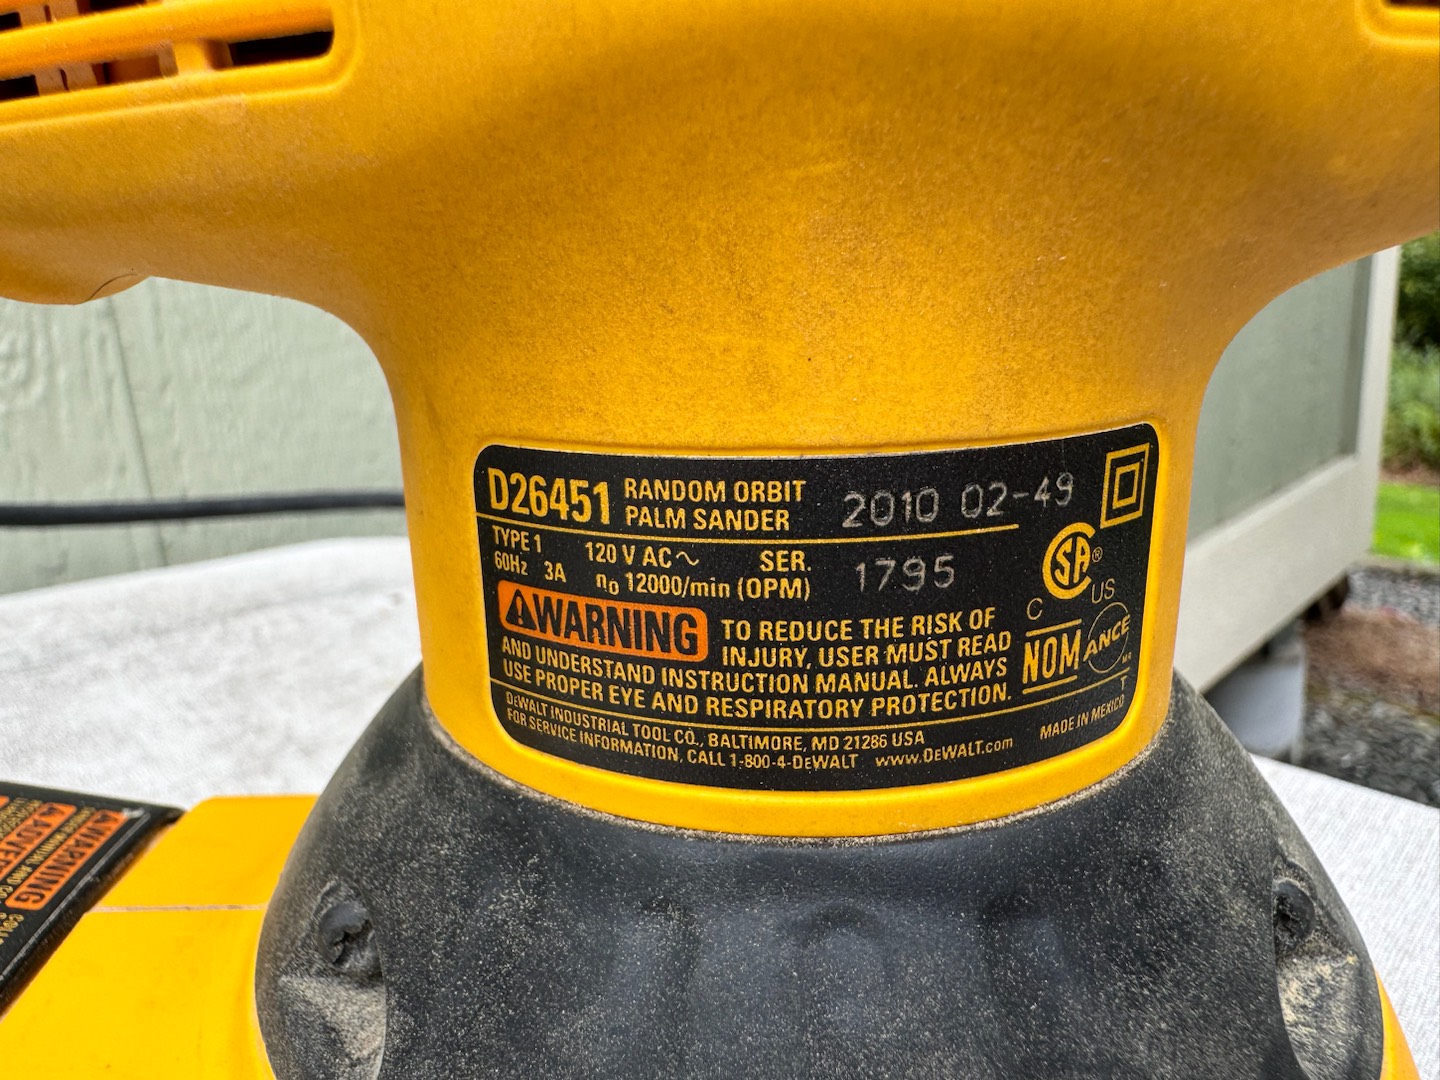 D26451 RANDOM ORBIT
PALM SANDER
2010 02-49
TYPE 1 120 V AC~ SER. 1795
60Hz 3A n₀ 12000/min (OPM)
SA® C US
WARNING TO REDUCE THE RISK OF
INJURY, USER MUST READ
AND UNDERSTAND INSTRUCTION MANUAL. ALWAYS
USE PROPER EYE AND RESPIRATORY PROTECTION.
NOM ANCE
DEWALT INDUSTRIAL TOOL CO., BALTIMORE, MD 21286 USA
FOR SERVICE INFORMATION, CALL 1-800-4-DEWALT www.DEWALT.com
MADE IN MEXICO
WARNING